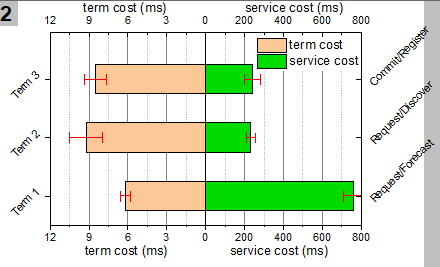 2
term cost (ms) service cost (ms)
12 9 6 3 0 200 400 600 800
term cost
service cost
Term 3 Commit/Register
Term 2 Request/Discover
Term 1 Request/Forecast
12 9 6 3 0 200 400 600 800
term cost (ms) service cost (ms)